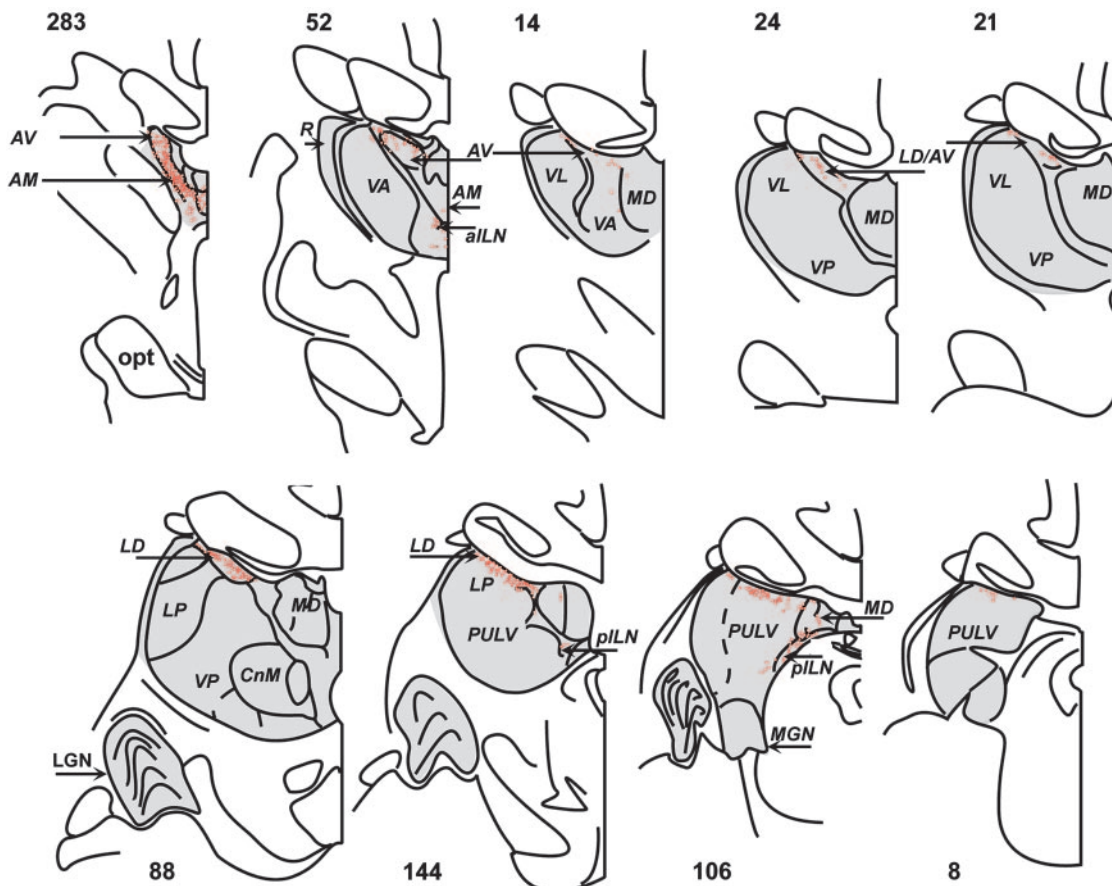 283
52
14
24
21
AV
AM
opt
R
VA
AV
AM
aILN
VL
VA
MD
VL
VP
MD
LD/AV
VL
VP
MD
LD
LP
MD
VP
CnM
LGN
LD
LP
PULV
pILN
PULV
MD
pILN
MGN
PULV
88
144
106
8